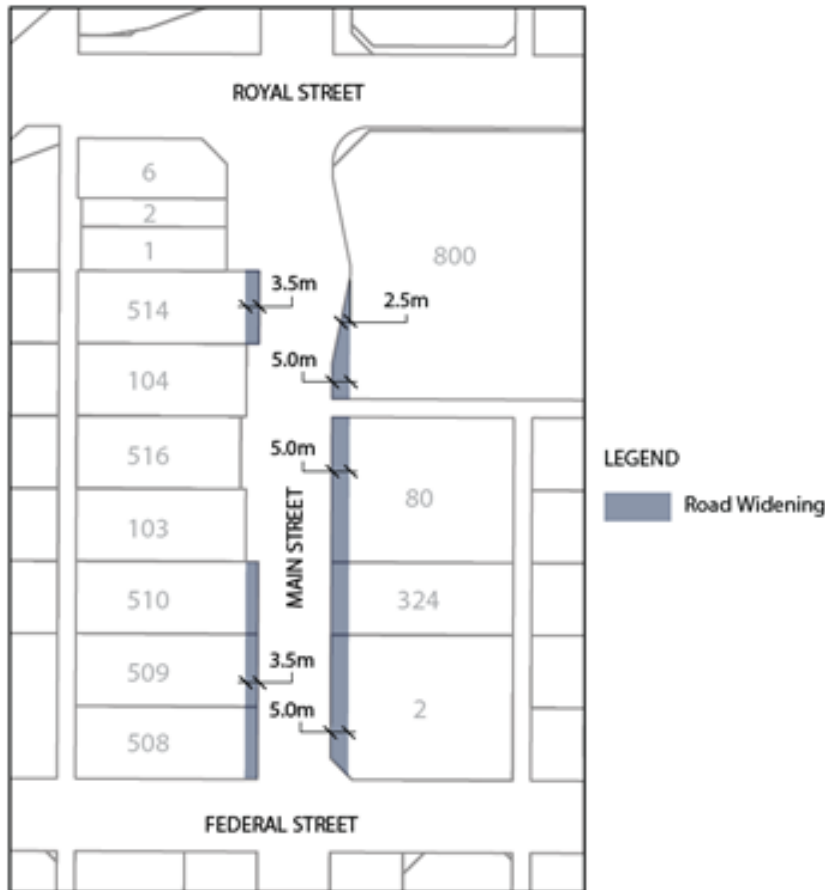 ROYAL STREET
6
2
1
800
3.5m
514
2.5m
5.0m
104
516
5.0m
80
LEGEND
Road Widening
103
MAIN STREET
510
324
509
3.5m
5.0m
2
508
FEDERAL STREET